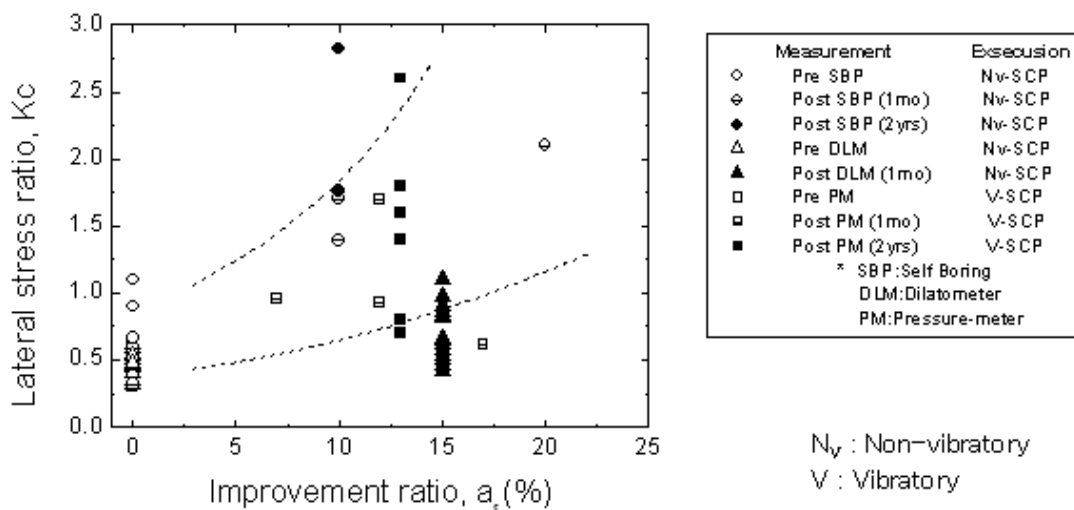 3.0
2.5
2.0
1.5
1.0
0.5
0.0
Lateral stress ratio, Kc
0 5 10 15 20 25
Improvement ratio, aₛ(%)
Measurement Exsecusion
Pre SBP Nv-SCP
Post SBP (1mo) Nv-SCP
Post SBP (2yrs) Nv-SCP
Pre DLM Nv-SCP
Post DLM (1mo) Nv-SCP
Pre PM V-SCP
Post PM (1mo) V-SCP
Post PM (2yrs) V-SCP
* SBP:Self Boring
DLM:Dilatometer
PM:Pressure-meter
Nᵥ : Non-vibratory
V : Vibratory